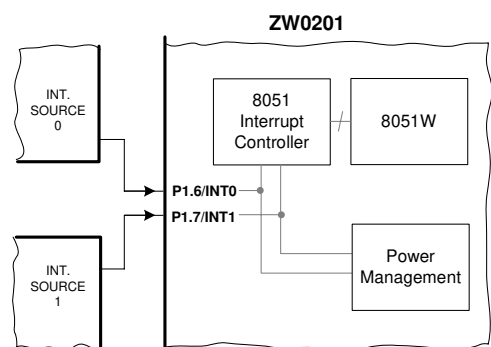 ZW0201
INT.
SOURCE
0
8051
Interrupt
Controller
8051W
P1.6/INT0
P1.7/INT1
INT.
SOURCE
1
Power
Management